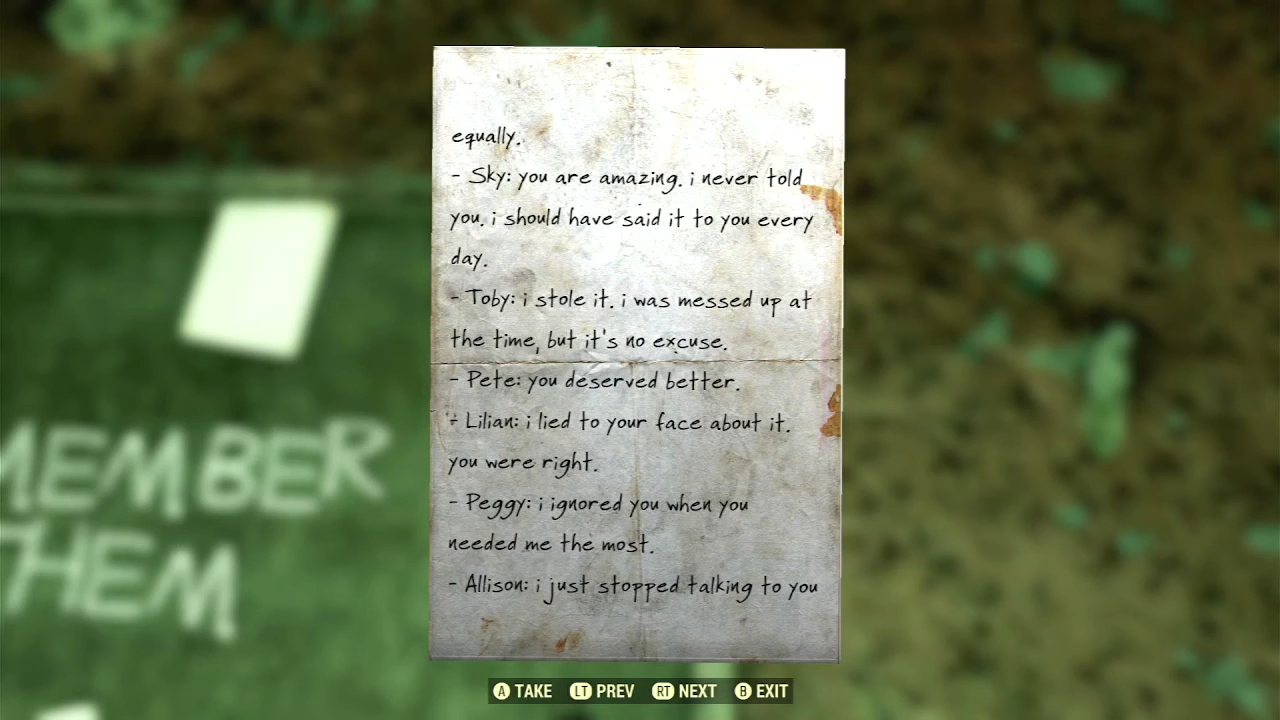 equally.
- Sky: you are amazing. i never told
you. i should have said it to you every
day.
- Toby: i stole it. i was messed up at
the time, but it's no excuse.
- Pete: you deserved better.
- Lilian: i lied to your face about it.
you were right.
- Peggy: i ignored you when you
needed me the most.
- Allison: i just stopped talking to you
MEMBER
THEM
A TAKE LT PREV RT NEXT B EXIT